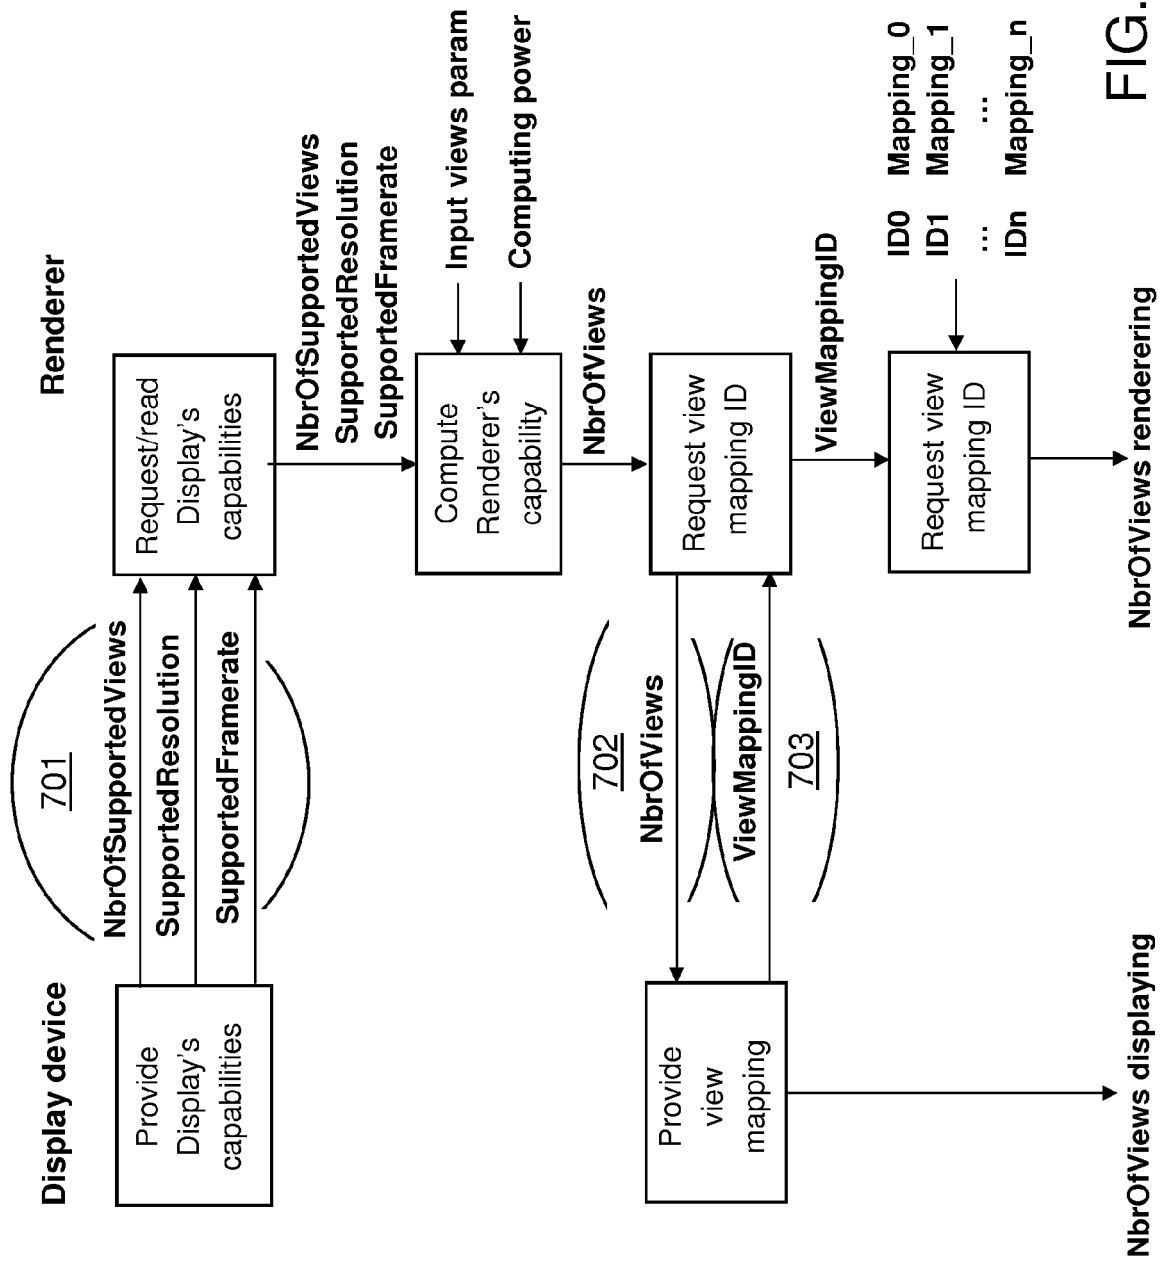 Display device
Renderer
Provide
Display's
capabilities
701
NbrOfSupportedViews
SupportedResolution
SupportedFramerate
Request/read
Display's
capabilities
NbrOfSupportedViews
SupportedResolution
SupportedFramerate
Compute
Renderer's
capability
Input views param
Computing power
NbrOfViews
Provide
view
mapping
702
NbrOfViews
ViewMappingID
703
Request view
mapping ID
ViewMappingID
Request view
mapping ID
ID0 Mapping_0
ID1 Mapping_1
... ...
IDn Mapping_n
NbrOfViews displaying
NbrOfViews renderering
FIG.